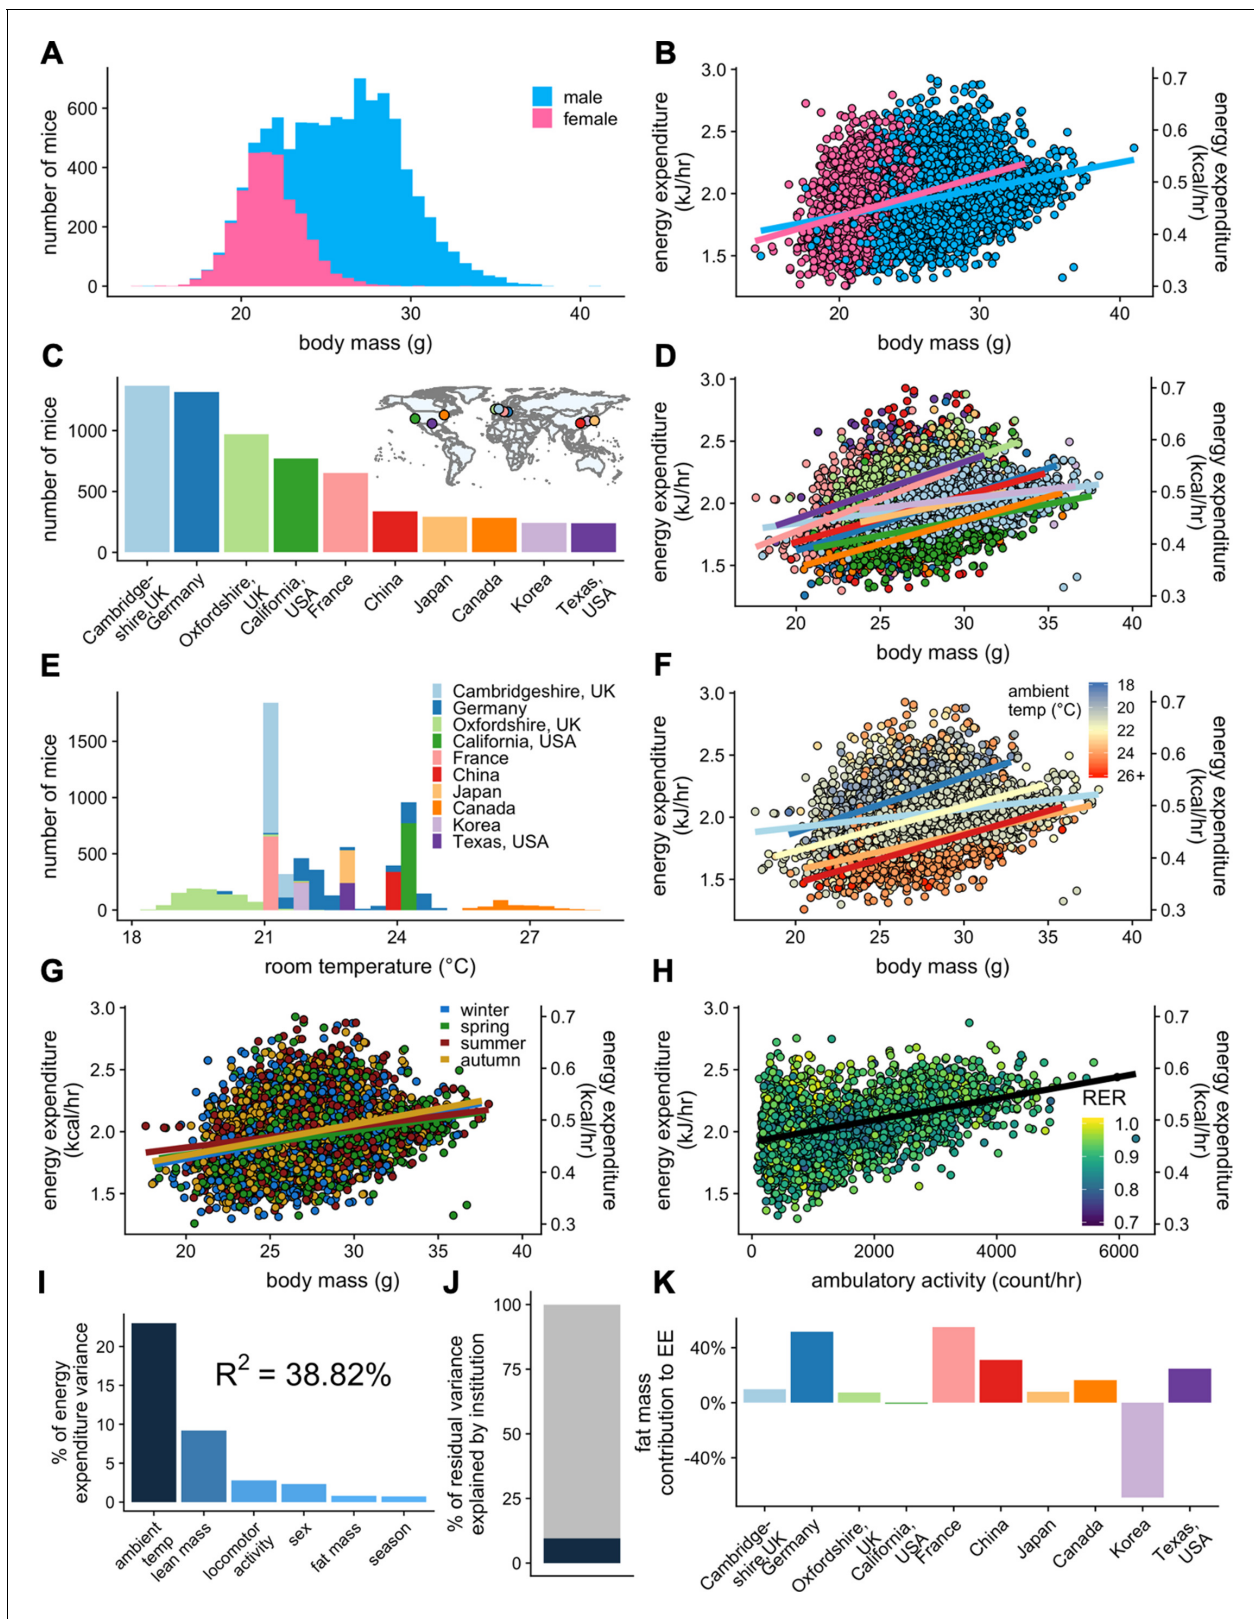 A
number of mice
600
400
200
0
20
30
40
body mass (g)
male
female
B
energy expenditure
(kJ/hr)
3.0
2.5
2.0
1.5
20
30
40
body mass (g)
0.7
0.6
0.5
0.4
0.3
energy expenditure
(kcal/hr)
C
number of mice
1000
500
0
Cambridge-
shire,UK
Germany
Oxfordshire,
UK
California,
USA
France
China
Japan
Canada
Korea
Texas,
USA
D
energy expenditure
(kJ/hr)
3.0
2.5
2.0
1.5
20
25
30
35
40
body mass (g)
0.7
0.6
0.5
0.4
0.3
energy expenditure
(kcal/hr)
E
number of mice
1500
1000
500
0
18
21
24
27
room temperature (°C)
Cambridgeshire, UK
Germany
Oxfordshire, UK
California, USA
France
China
Japan
Canada
Korea
Texas, USA
F
energy expenditure
(kJ/hr)
3.0
2.5
2.0
1.5
20
25
30
35
40
body mass (g)
ambient
temp (°C)
18
20
22
24
26+
0.7
0.6
0.5
0.4
0.3
energy expenditure
(kcal/hr)
G
energy expenditure
(kcal/hr)
3.0
2.5
2.0
1.5
20
25
30
35
40
body mass (g)
winter
spring
summer
autumn
0.7
0.6
0.5
0.4
0.3
energy expenditure
(kcal/hr)
H
energy expenditure
(kJ/hr)
3.0
2.5
2.0
1.5
0
2000
4000
6000
ambulatory activity (count/hr)
RER
1.0
0.9
0.8
0.7
0.7
0.6
0.5
0.4
0.3
energy expenditure
(kcal/hr)
I
% of energy
expenditure variance
20
15
10
5
0
R2 = 38.82%
ambient
temp
lean mass
locomotor
activity
sex
fat mass
season
J
% of residual variance
explained by institution
100
75
50
25
0
K
fat mass
contribution to EE
40%
0%
-40%
Cambridge-
shire,UK
Germany
Oxfordshire,
UK
California,
USA
France
China
Japan
Canada
Korea
Texas,
USA